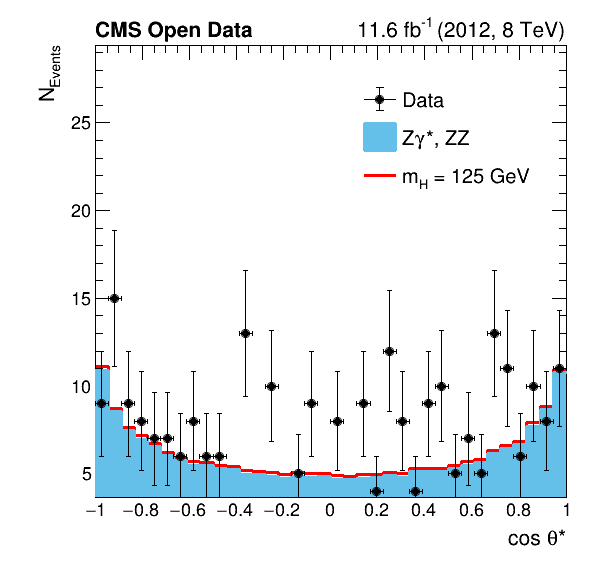 CMS Open Data 11.6 fb-1 (2012, 8 TeV)
NEvents
Data
Zγ*, ZZ
mH = 125 GeV
25
20
15
10
5
−1 −0.8 −0.6 −0.4 −0.2 0 0.2 0.4 0.6 0.8 1
cos θ*